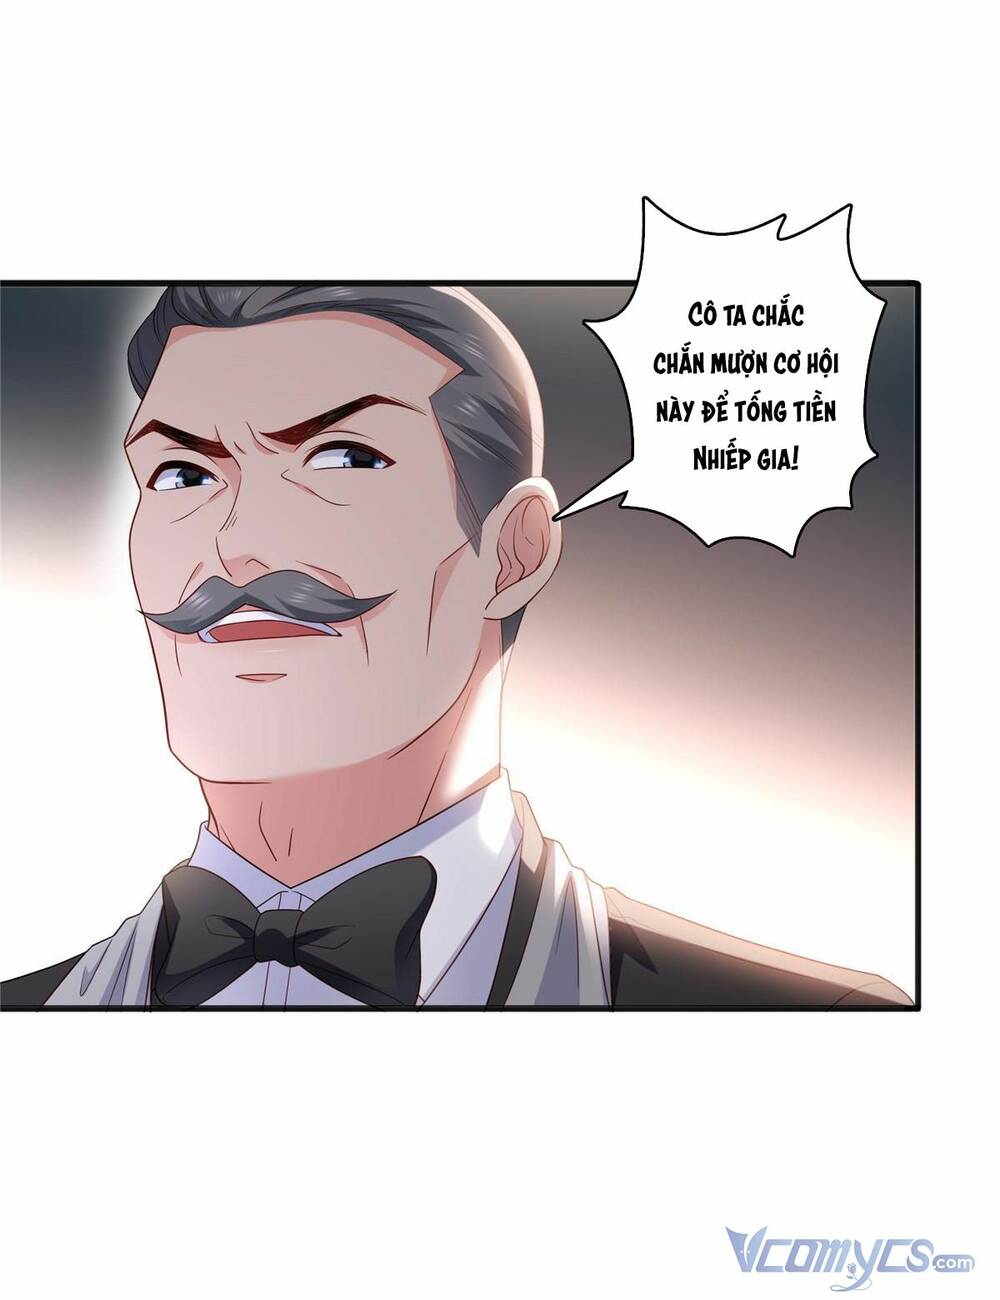 CÔ TA CHẮC
CHẮN MƯỢN CƠ HỘI
NÀY ĐỂ TỐNG TIỀN
NHIẾP GIA!
VCOMYCS.com